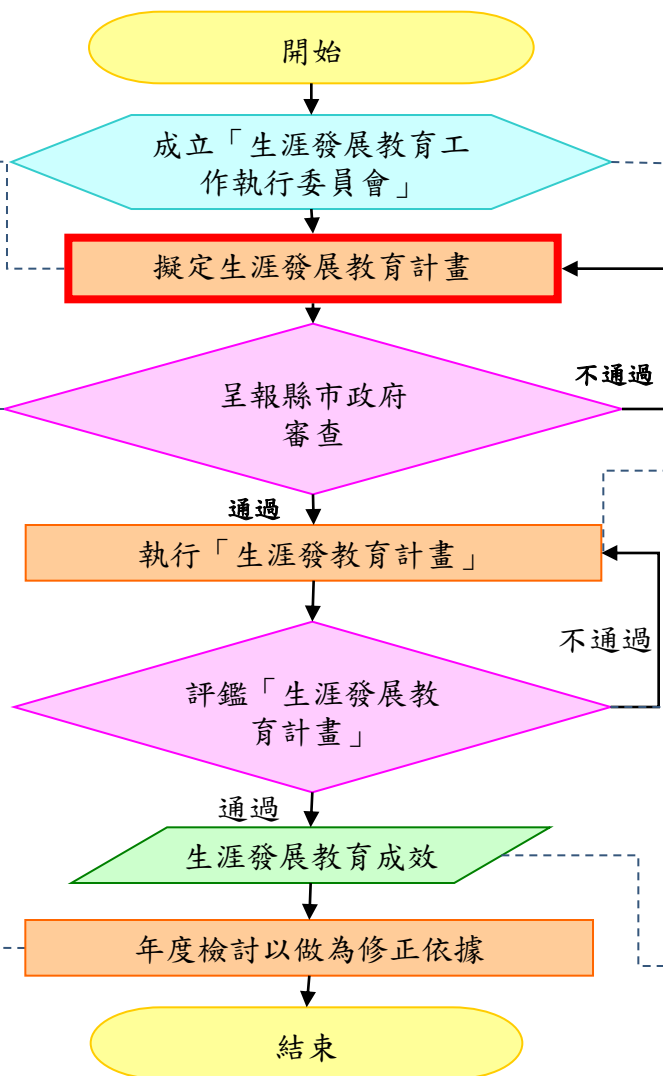 開始
成立「生涯發展教育工
作執行委員會」
擬定生涯發展教育計畫
呈報縣市政府
審查
不通過
通過
執行「生涯發教育計畫」
不通過
評鑑「生涯發展教
育計畫」
通過
生涯發展教育成效
年度檢討以做為修正依據
結束